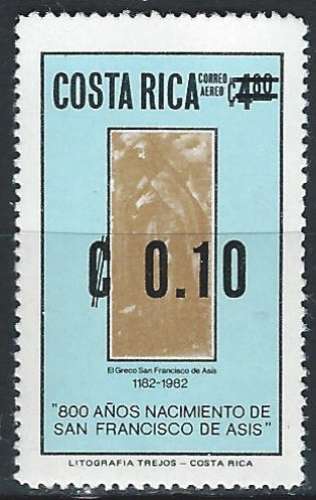 COSTA RICA CORREO AEREO ₡4.80
₡ 0.10
El Greco San Francisco de Asis
1182-1982
"800 AÑOS NACIMIENTO DE
SAN FRANCISCO DE ASIS"
LITOGRAFIA TREJOS - COSTA RICA